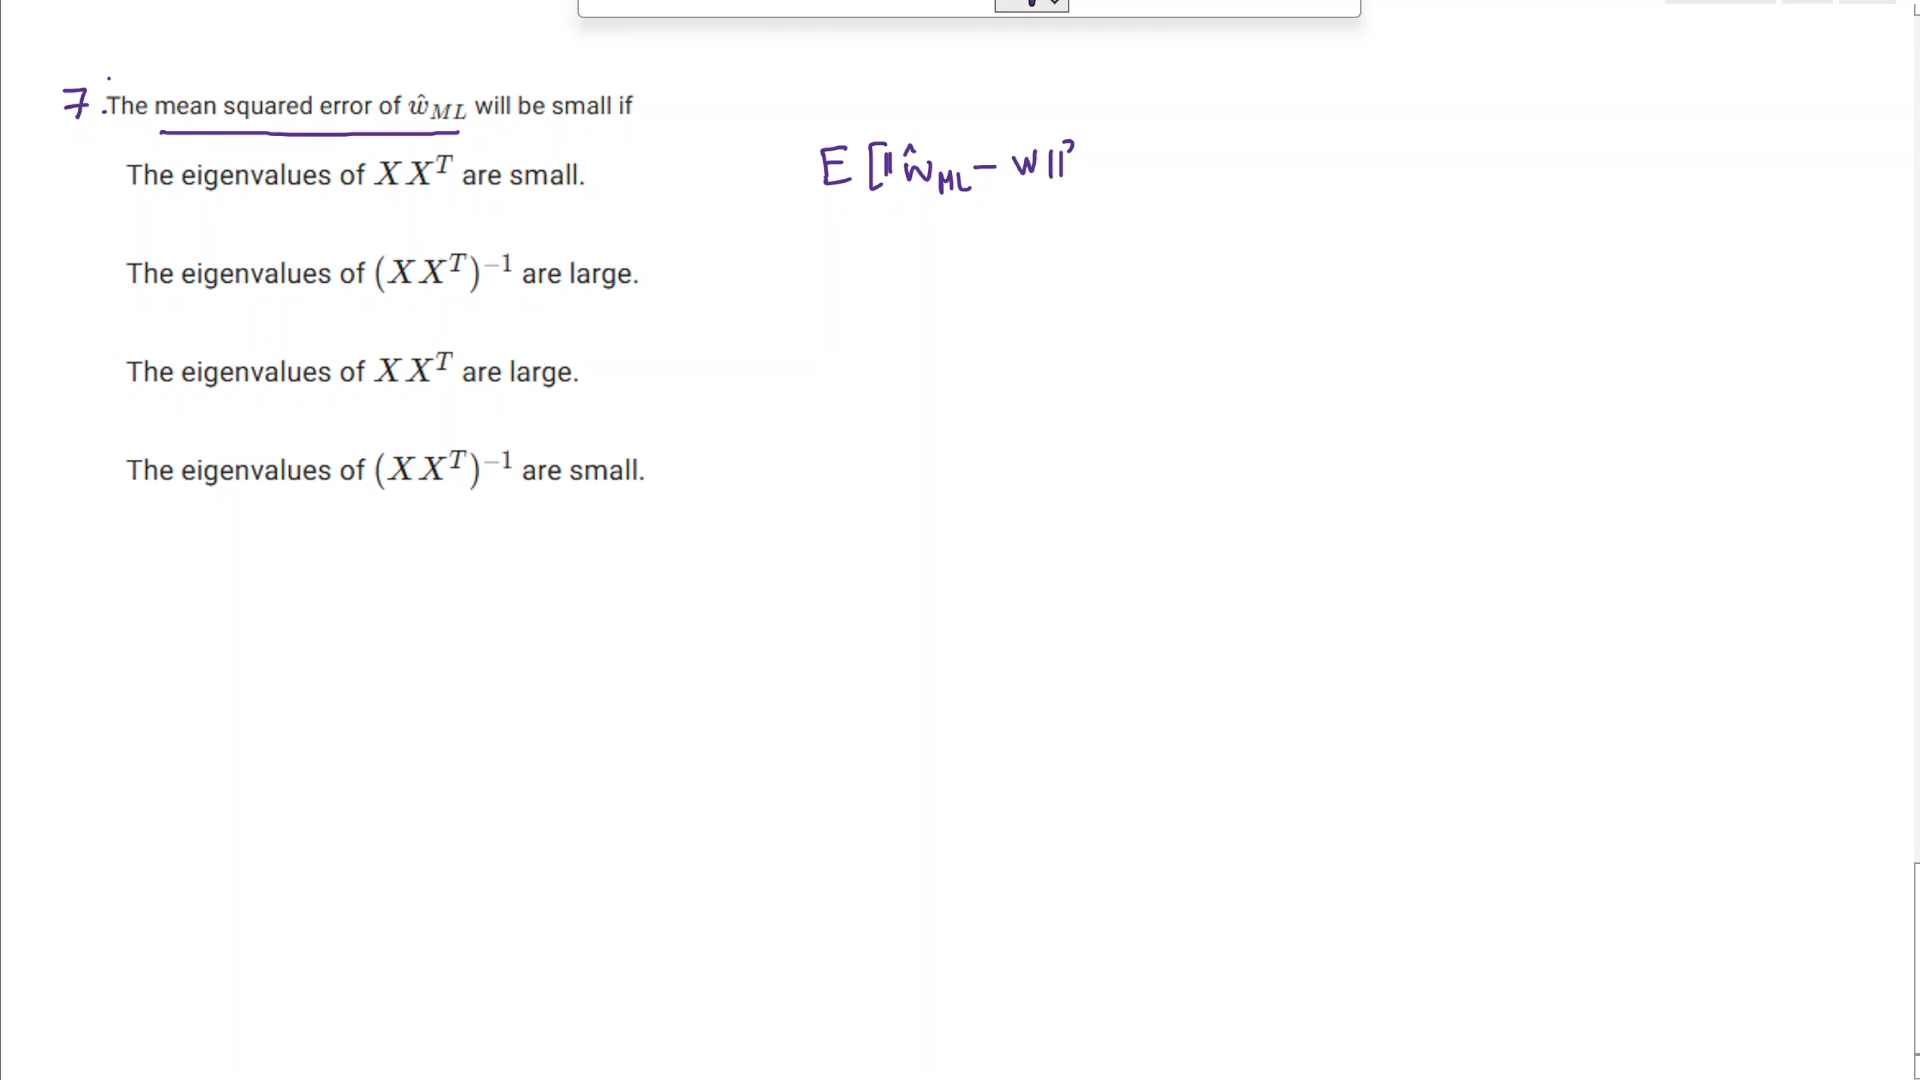 7 .The mean squared error of ŵ_ML will be small if
E [‖ŵ_ML − w‖²
The eigenvalues of XX^T are small.
The eigenvalues of (XX^T)^−1 are large.
The eigenvalues of XX^T are large.
The eigenvalues of (XX^T)^−1 are small.